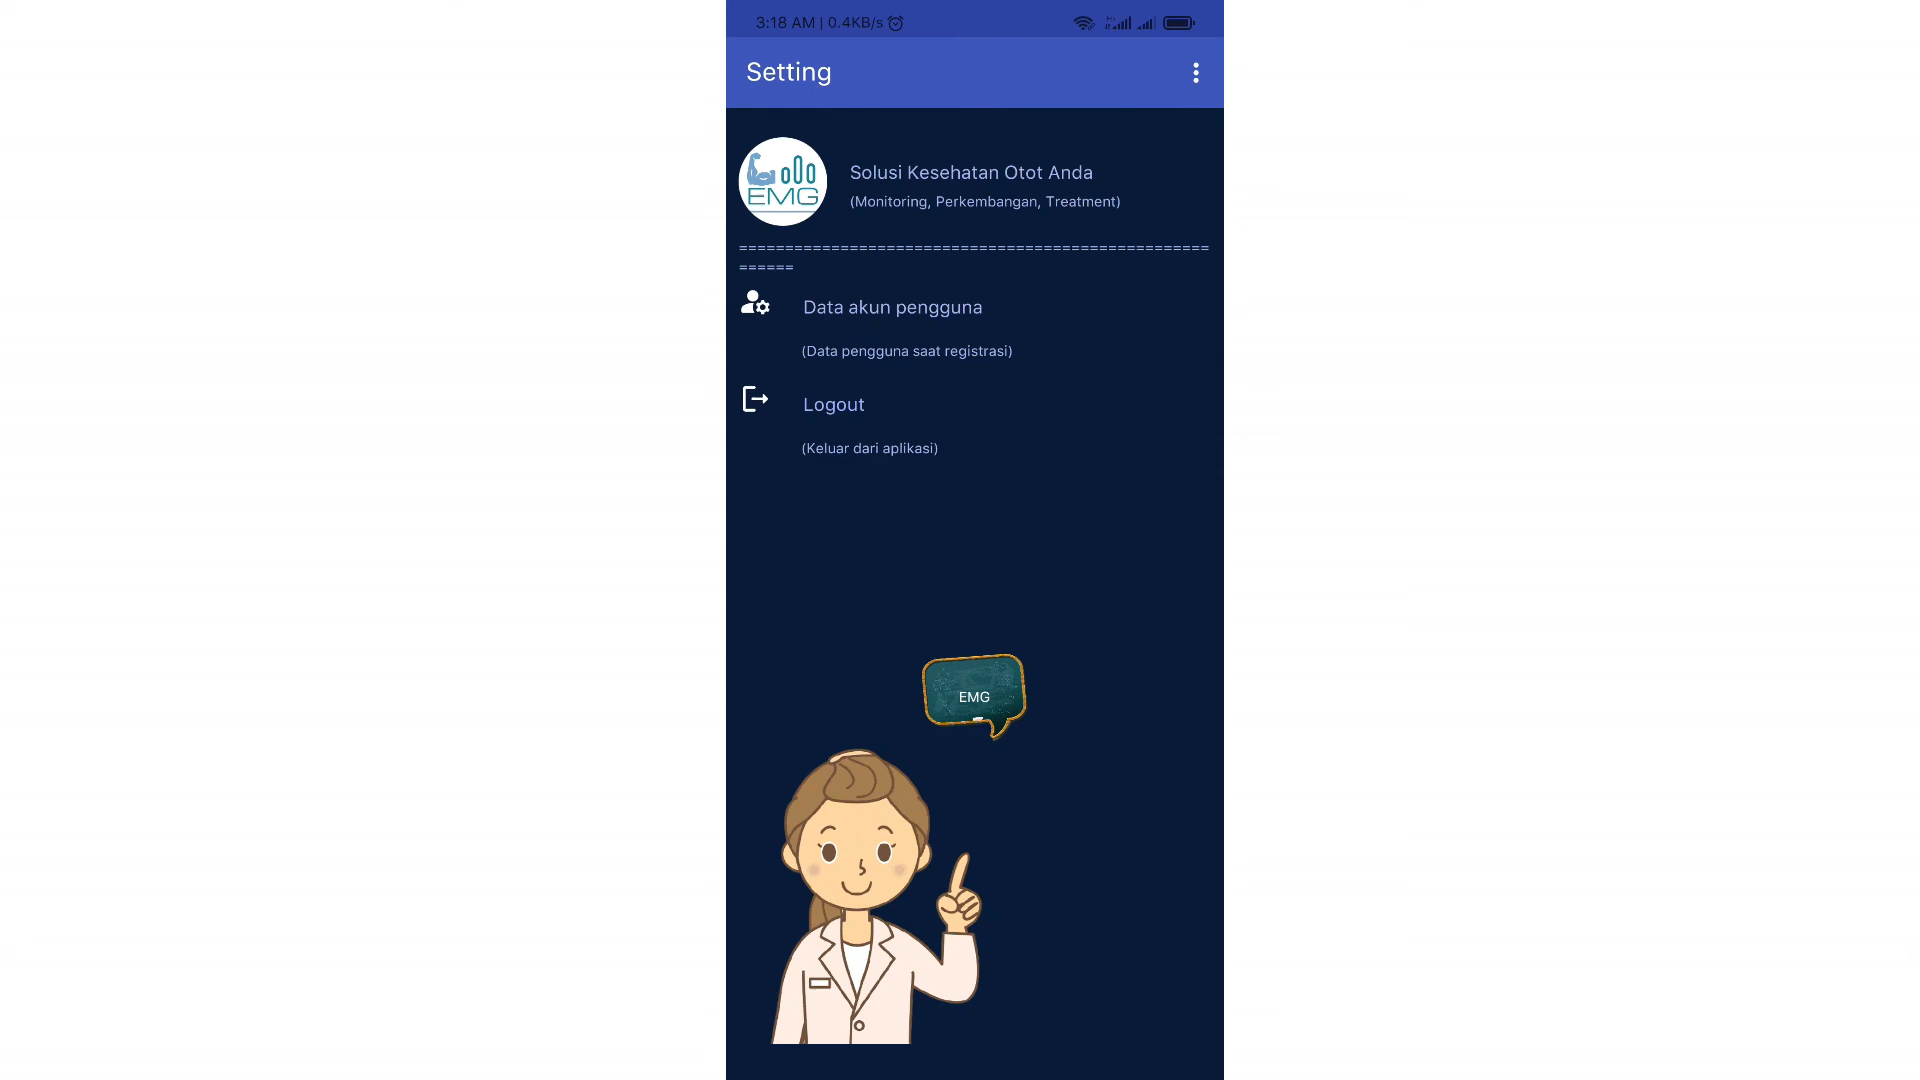 3:18 AM | 0.4KB/s
Setting
EMG
Solusi Kesehatan Otot Anda
(Monitoring, Perkembangan, Treatment)
===================================================
======
Data akun pengguna
(Data pengguna saat registrasi)
Logout
(Keluar dari aplikasi)
EMG